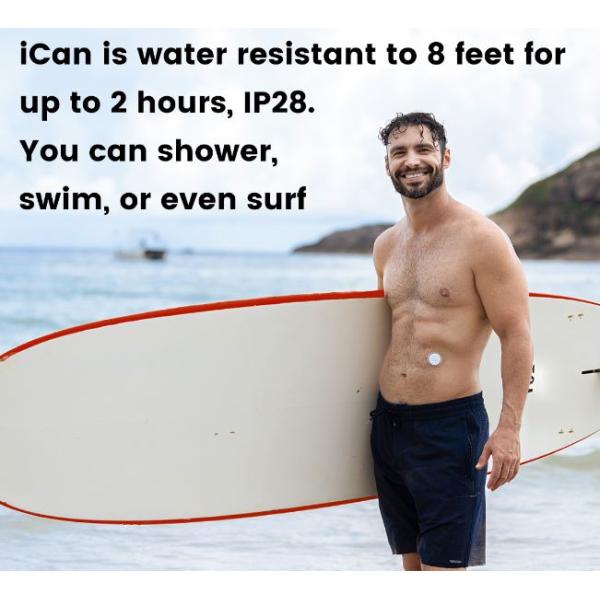 iCan is water resistant to 8 feet for
up to 2 hours, IP28.
You can shower,
swim, or even surf